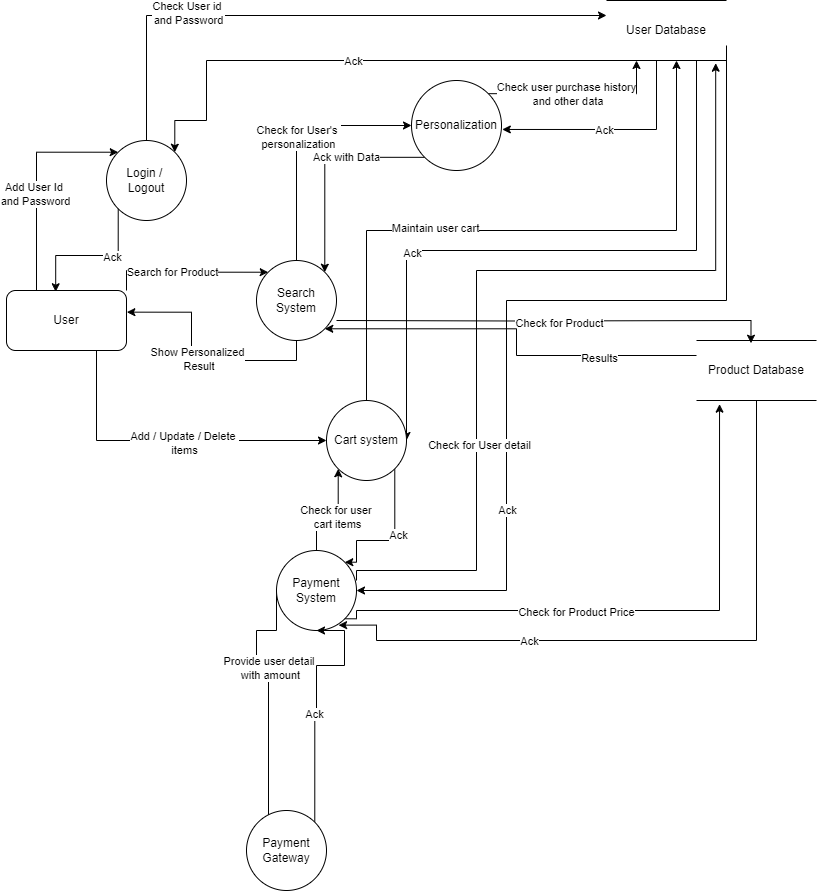 Check User id
and Password
User Database
Ack
Check user purchase history
and other data
Personalization
Ack
Check for User's
personalization
Ack with Data
Login /
Logout
Add User Id
and Password
Maintain user cart
Ack
Ack
Search for Product
Search
System
User
Check for Product
Show Personalized
Result
Results
Product Database
Add / Update / Delete
items
Cart system
Check for User detail
Check for user
cart items
Ack
Ack
Payment
System
Check for Product Price
Ack
Provide user detail
with amount
Ack
Payment
Gateway